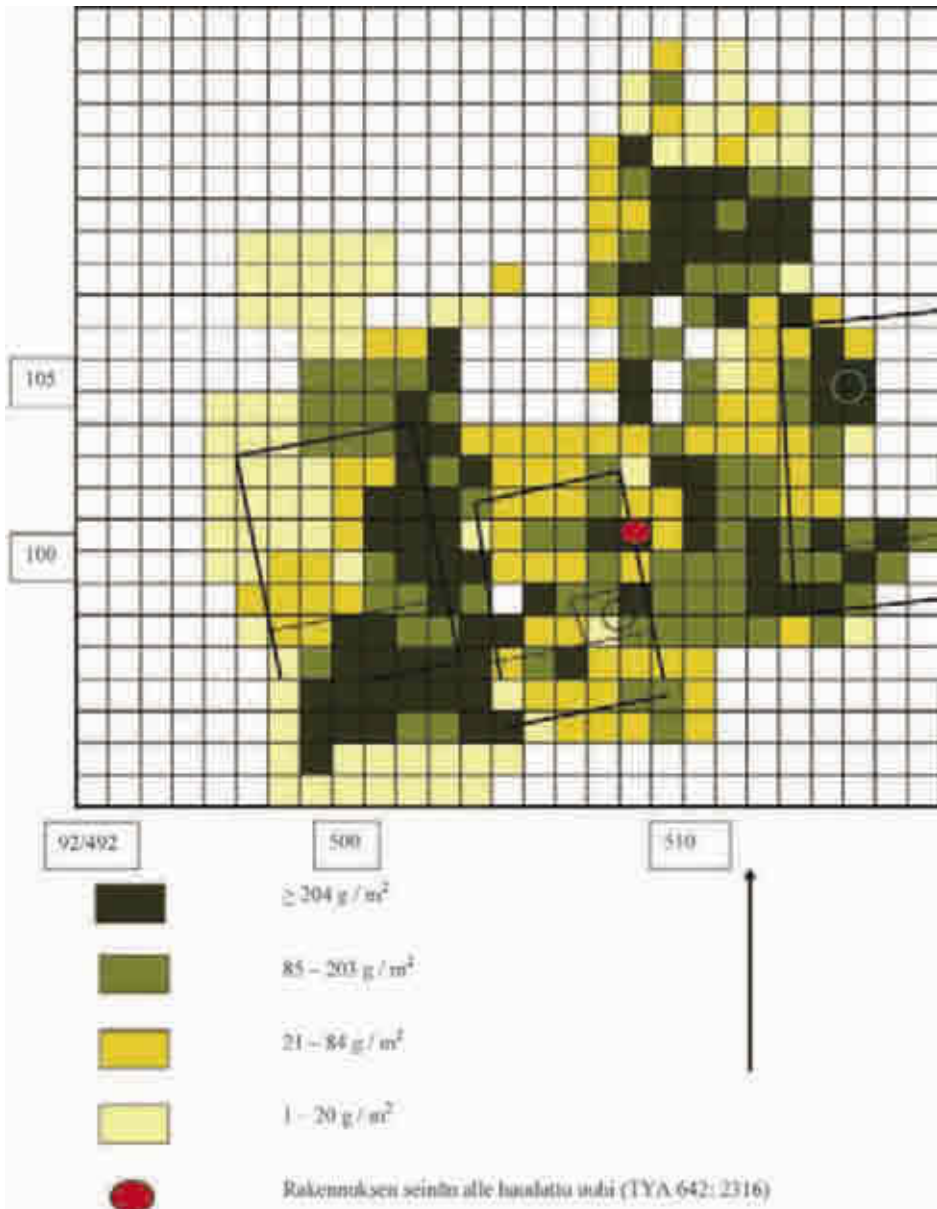 105
100
92/492 500 510
≥ 204 g / m²
85 – 203 g / m²
21 – 84 g / m²
1 – 20 g / m²
Rakennuksen seinän alle haudattu uuhi (TYA 642: 2316)